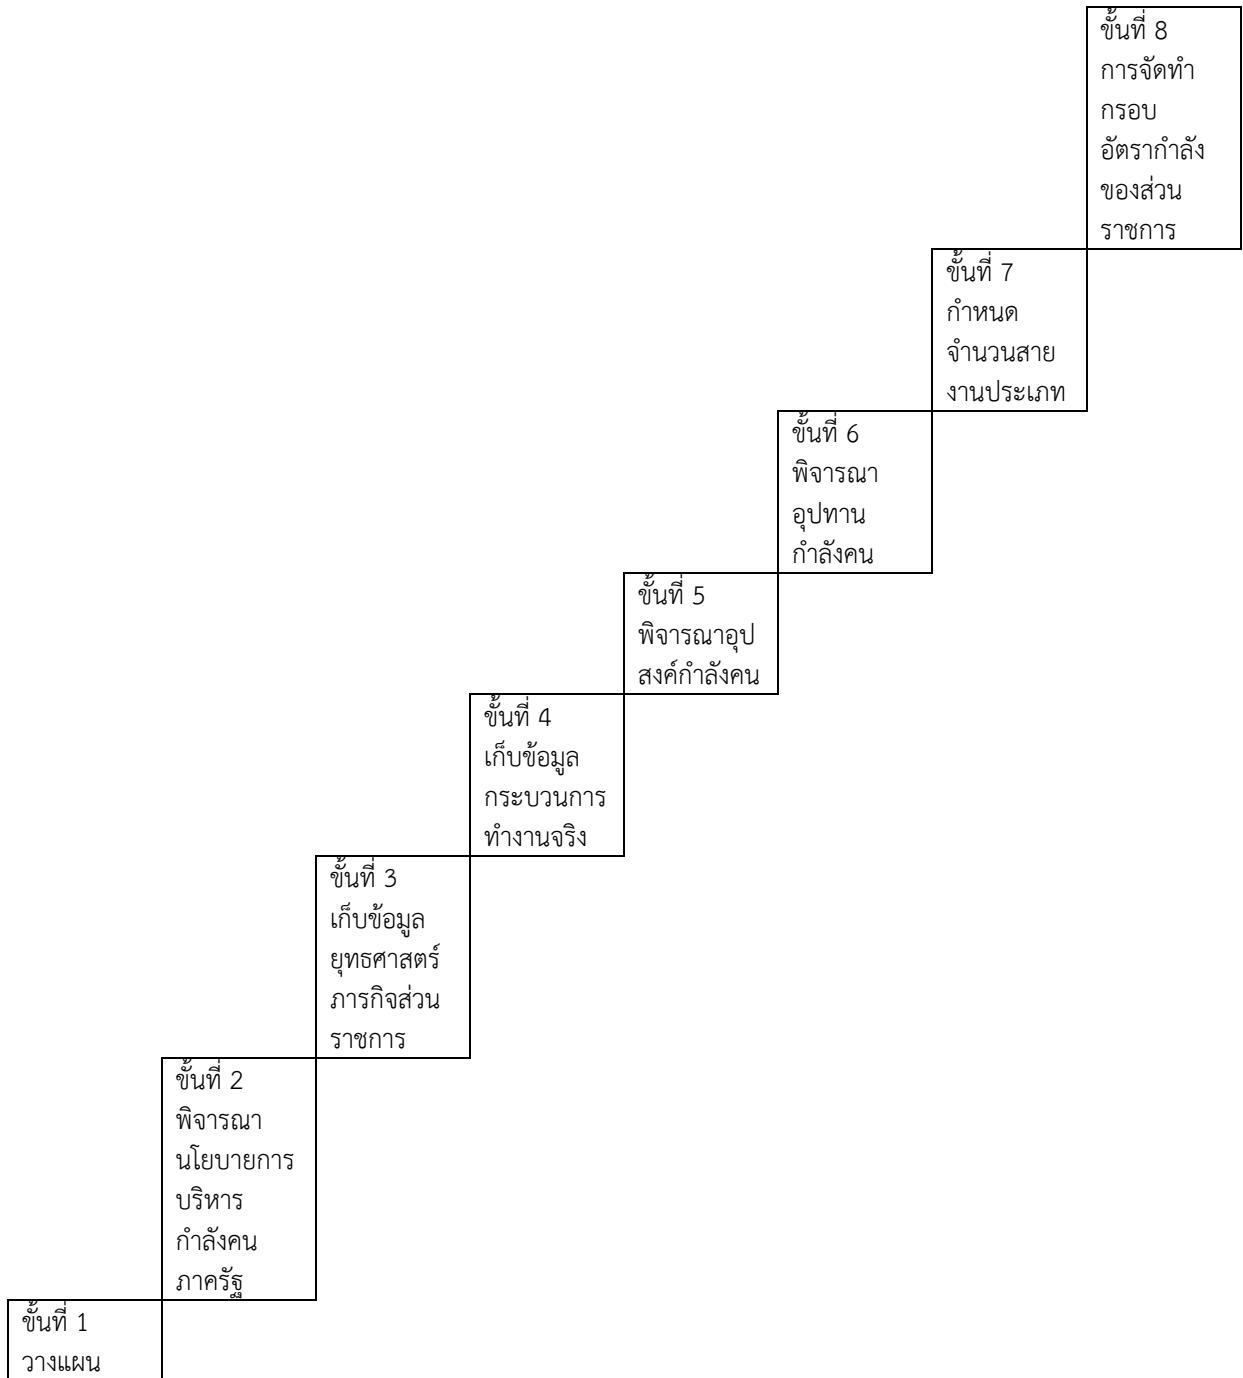 ขั้นที่ 8
การจัดทำ
กรอบ
อัตรากำลัง
ของส่วน
ราชการ
ขั้นที่ 7
กำหนด
จำนวนสาย
งานประเภท
ขั้นที่ 6
พิจารณา
อุปทาน
กำลังคน
ขั้นที่ 5
พิจารณาอุป
สงค์กำลังคน
ขั้นที่ 4
เก็บข้อมูล
กระบวนการ
ทำงานจริง
ขั้นที่ 3
เก็บข้อมูล
ยุทธศาสตร์
ภารกิจส่วน
ราชการ
ขั้นที่ 2
พิจารณา
นโยบายการ
บริหาร
กำลังคน
ภาครัฐ
ขั้นที่ 1
วางแผน